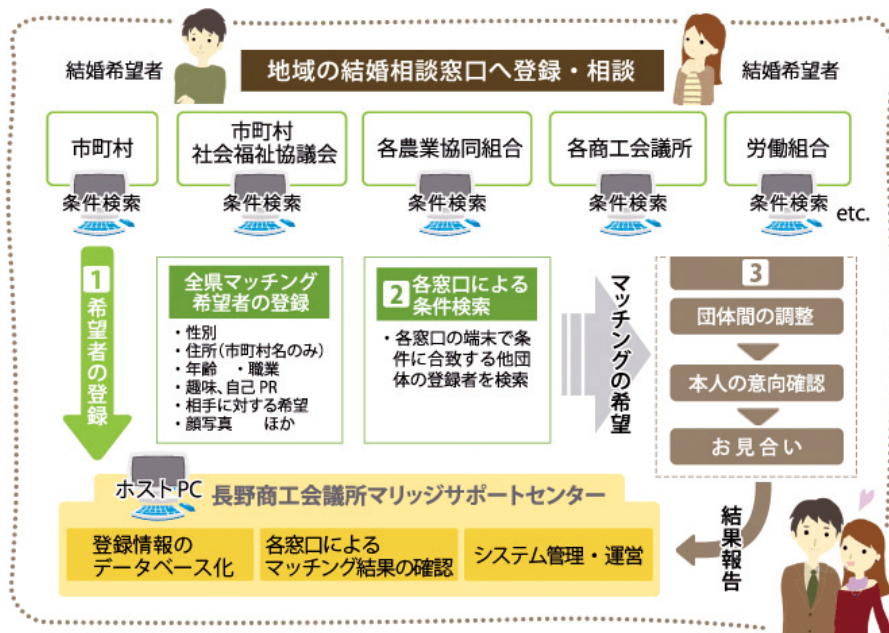 結婚希望者
地域の結婚相談窓口へ登録・相談
結婚希望者
市町村
条件検索
市町村
社会福祉協議会
条件検索
各農業協同組合
条件検索
各商工会議所
条件検索
労働組合
条件検索
etc.
1 希望者の登録
全県マッチング
希望者の登録
・性別
・住所(市町村名のみ)
・年齢 ・職業
・趣味、自己PR
・相手に対する希望
・顔写真 ほか
2 各窓口による
条件検索
・各窓口の端末で条
件に合致する他団
体の登録者を検索
マッチングの希望
3
団体間の調整
本人の意向確認
お見合い
結果報告
ホストPC
長野商工会議所マリッジサポートセンター
登録情報の
データベース化
各窓口による
マッチング結果の確認
システム管理・運営